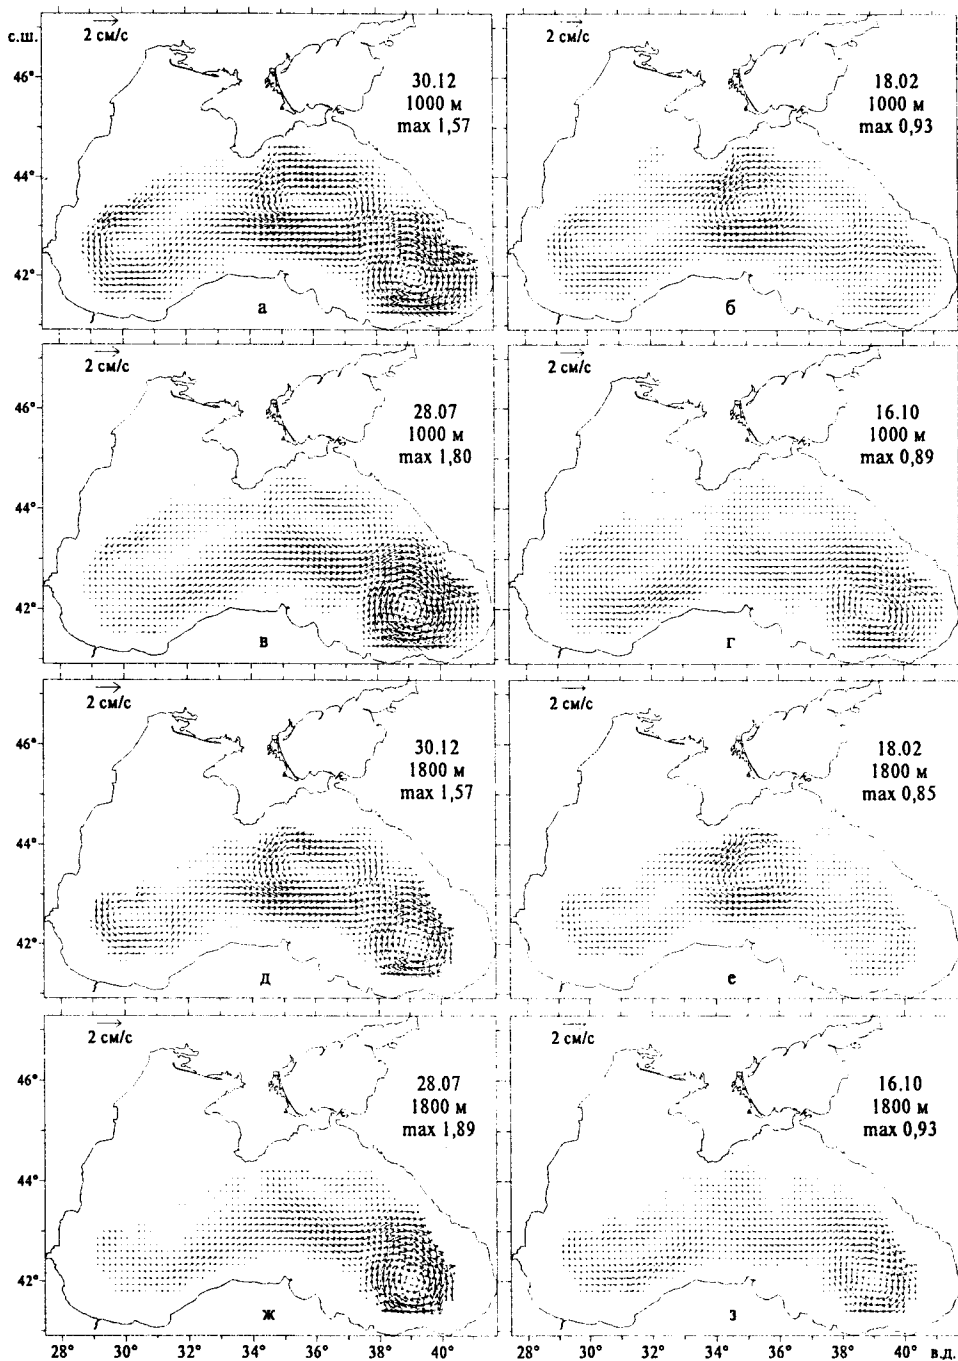 2 см/с
с.ш.
46°
30.12
1000 м
max 1,57
44°
42°
а
2 см/с
18.02
1000 м
max 0,93
б
2 см/с
46°
28.07
1000 м
max 1,80
44°
42°
в
2 см/с
16.10
1000 м
max 0,89
г
2 см/с
46°
30.12
1800 м
max 1,57
44°
42°
д
2 см/с
18.02
1800 м
max 0,85
е
2 см/с
46°
28.07
1800 м
max 1,89
44°
42°
ж
2 см/с
16.10
1800 м
max 0,93
з
28° 30° 32° 34° 36° 38° 40° 28° 30° 32° 34° 36° 38° 40° в.д.